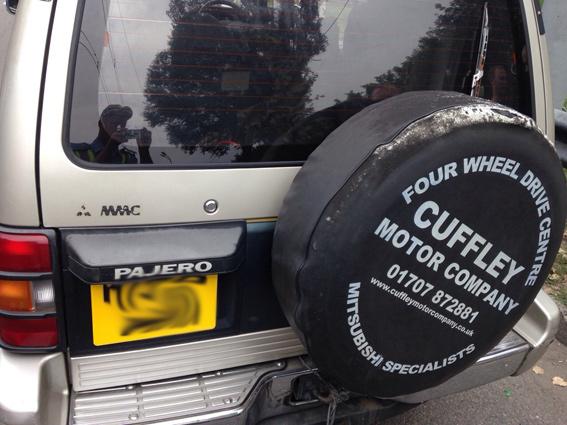 MMC
PAJERO
FOUR WHEEL DRIVE CENTRE
CUFFLEY
MOTOR COMPANY
01707 872881
www.cuffleymotorcompany.co.uk
MITSUBISHI SPECIALISTS